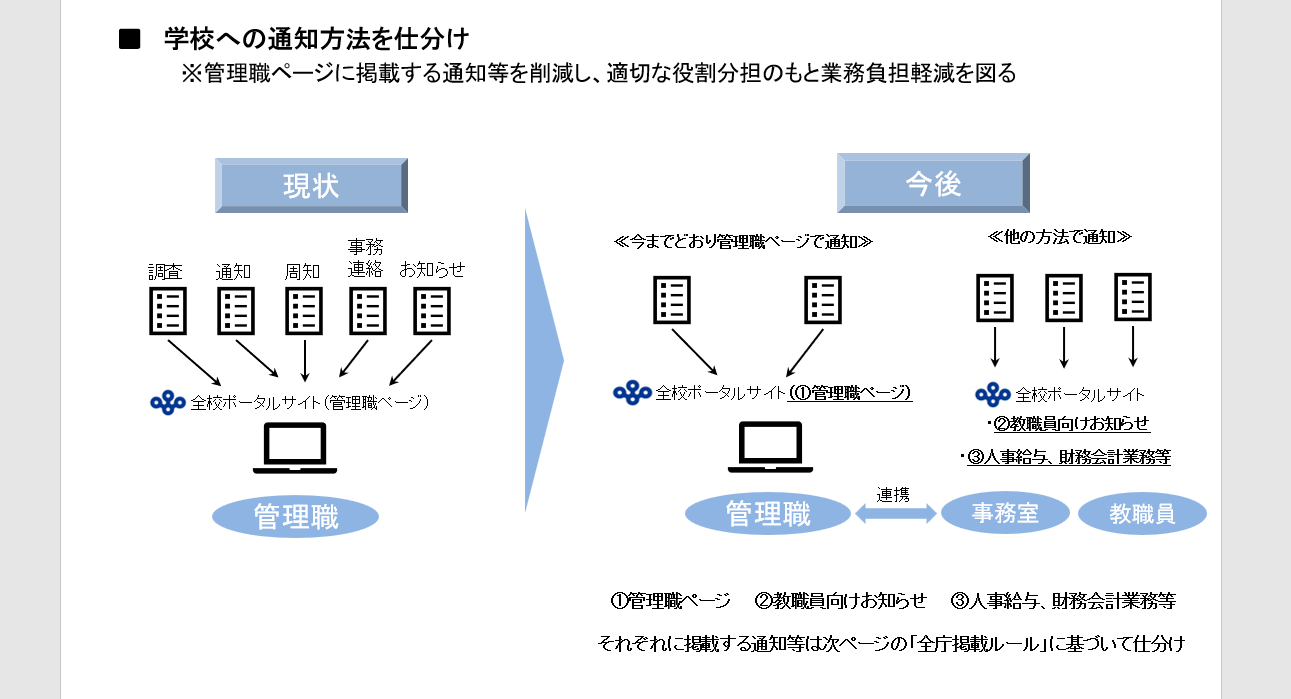 ■　学校への通知方法を仕分け
※管理職ページに掲載する通知等を削減し、適切な役割分担のもと業務負担軽減を図る
現状
調査
通知
周知
事務
連絡
お知らせ
全校ポータルサイト（管理職ページ）
管理職
今後
≪今までどおり管理職ページで通知≫
全校ポータルサイト（①管理職ページ）
管理職
連携
≪他の方法で通知≫
全校ポータルサイト
・②教職員向けお知らせ
・③人事給与、財務会計業務等
事務室
教職員
①管理職ページ　②教職員向けお知らせ　③人事給与、財務会計業務等
それぞれに掲載する通知等は次ページの「全庁掲載ルール」に基づいて仕分け